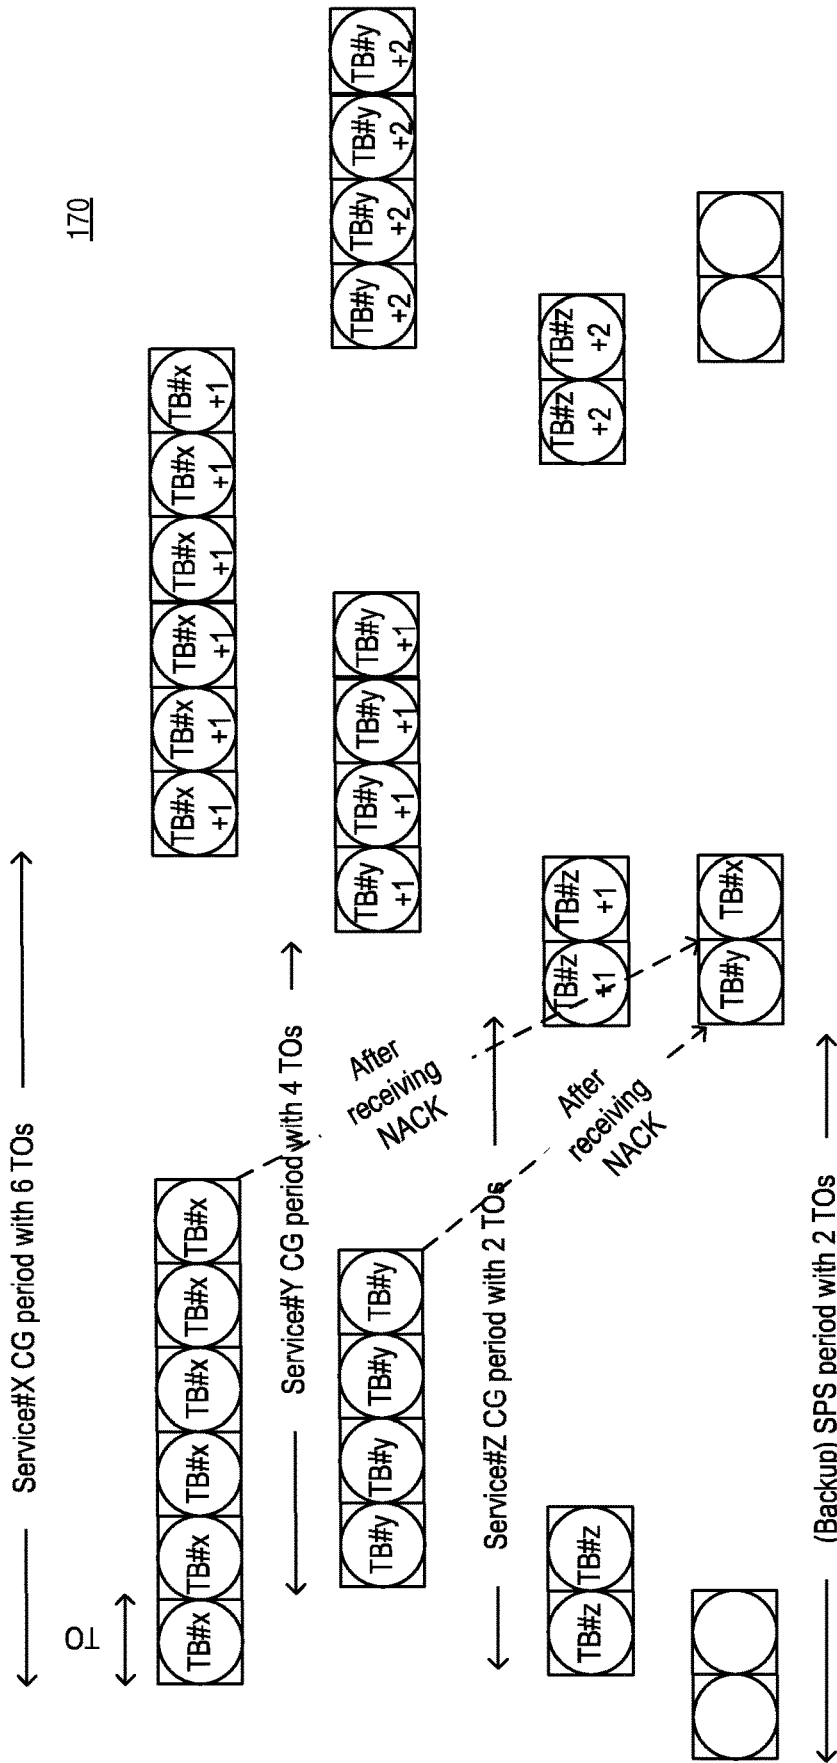 170
Service#X CG period with 6 TOs
TO
TB#x
TB#x
TB#x
TB#x
TB#x
TB#x
TB#x
+1
TB#x
+1
TB#x
+1
TB#x
+1
TB#x
+1
TB#x
+1
Service#Y CG period with 4 TOs
After
receiving
NACK
TB#y
TB#y
TB#y
TB#y
TB#y
+1
TB#y
+1
TB#y
+1
TB#y
+1
TB#y
+2
TB#y
+2
TB#y
+2
TB#y
+2
Service#Z CG period with 2 TOs
After
receiving
NACK
TB#z
TB#z
TB#z
+1
TB#z
+1
TB#z
+2
TB#z
+2
TB#y
TB#x
(Backup) SPS period with 2 TOs